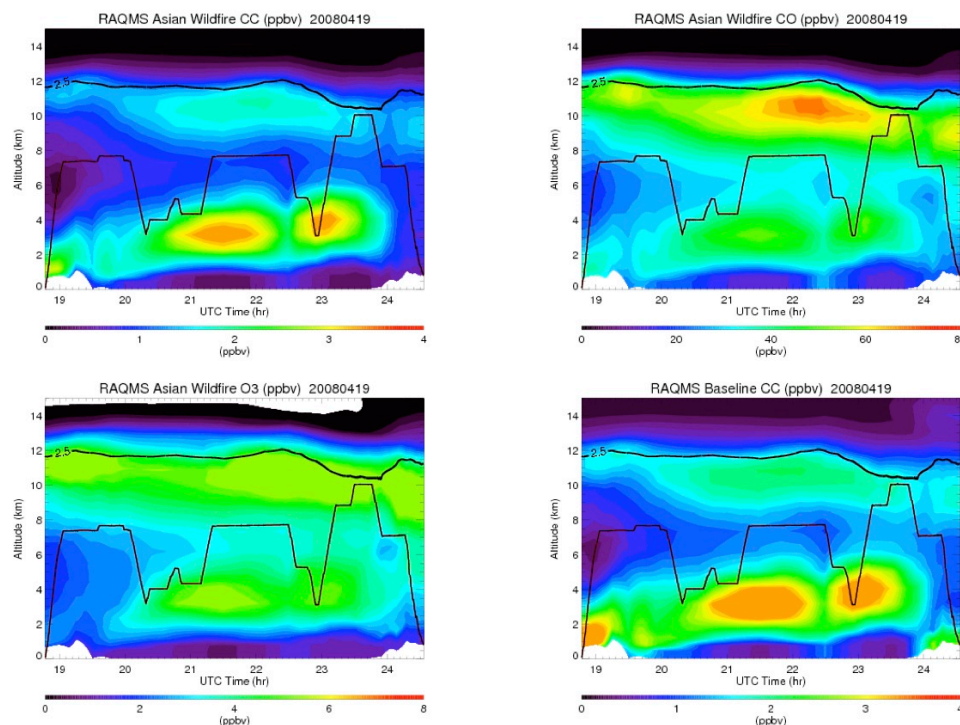 RAQMS Asian Wildfire CC (ppbv) 20080419
14
12
10
8
6
4
2
0
Altitude (km)
2.5
19 20 21 22 23 24
UTC Time (hr)
0 1 2 3 4
(ppbv)
RAQMS Asian Wildfire CO (ppbv) 20080419
14
12
10
8
6
4
2
0
Altitude (km)
2.5
19 20 21 22 23 24
UTC Time (hr)
0 20 40 60 8
(ppbv)
RAQMS Asian Wildfire O3 (ppbv) 20080419
14
12
10
8
6
4
2
0
Altitude (km)
2.5
19 20 21 22 23 24
UTC Time (hr)
0 2 4 6 8
(ppbv)
RAQMS Baseline CC (ppbv) 20080419
14
12
10
8
6
4
2
0
Altitude (km)
2.5
19 20 21 22 23 24
UTC Time (hr)
0 1 2 3 4
(ppbv)